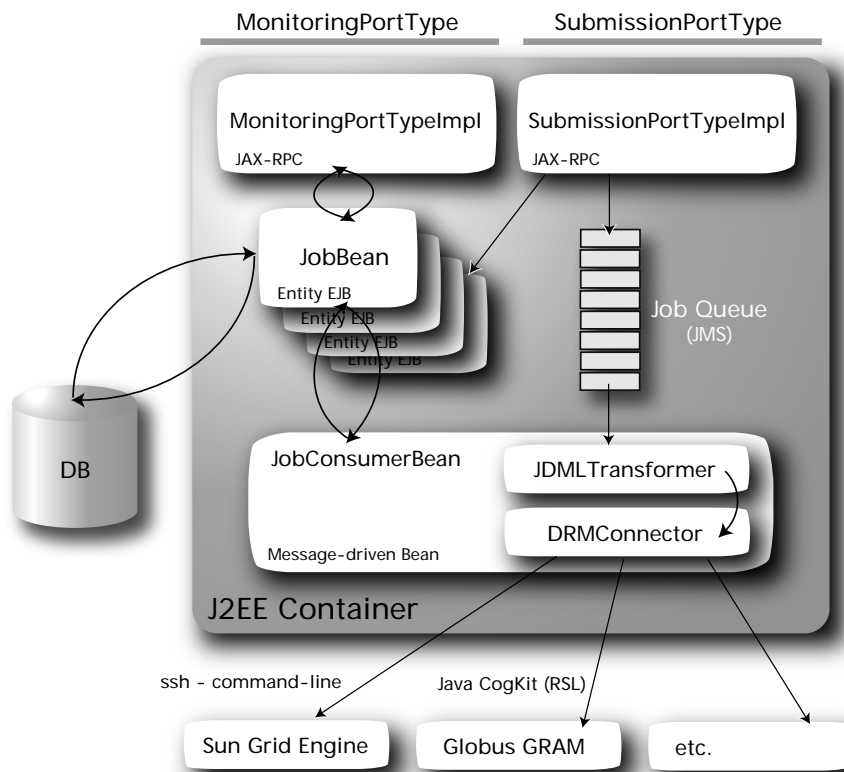 MonitoringPortType
SubmissionPortType
MonitoringPortTypeImpl
JAX-RPC
SubmissionPortTypeImpl
JAX-RPC
JobBean
Entity EJB
Entity EJB
Entity EJB
Entity EJB
Job Queue
(JMS)
DB
JobConsumerBean
Message-driven Bean
JDMLTransformer
DRMConnector
J2EE Container
ssh - command-line
Java CogKit (RSL)
Sun Grid Engine
Globus GRAM
etc.